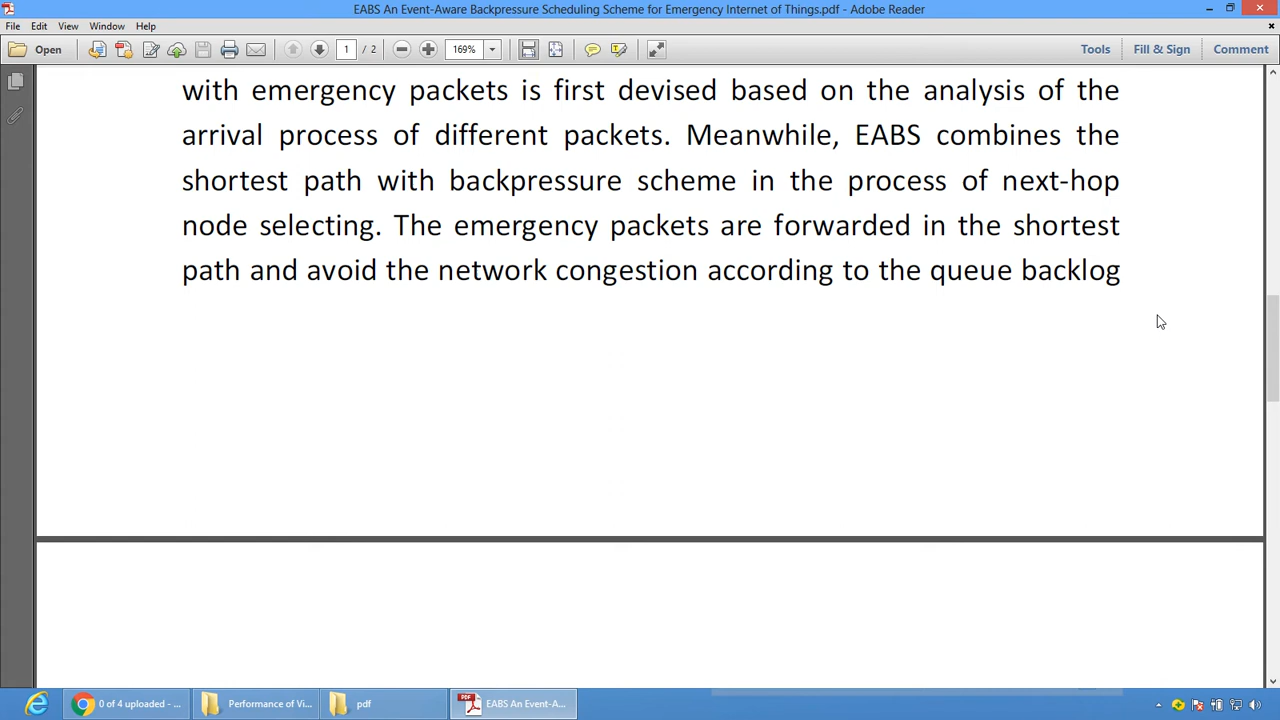 EABS An Event-Aware Backpressure Scheduling Scheme for Emergency Internet of Things.pdf - Adobe Reader
File Edit View Window Help
Open 1 / 2 169% Tools Fill & Sign Comment
with emergency packets is first devised based on the analysis of the
arrival process of different packets. Meanwhile, EABS combines the
shortest path with backpressure scheme in the process of next-hop
node selecting. The emergency packets are forwarded in the shortest
path and avoid the network congestion according to the queue backlog
0 of 4 uploaded - ... Performance of Vi... pdf EABS An Event-A...